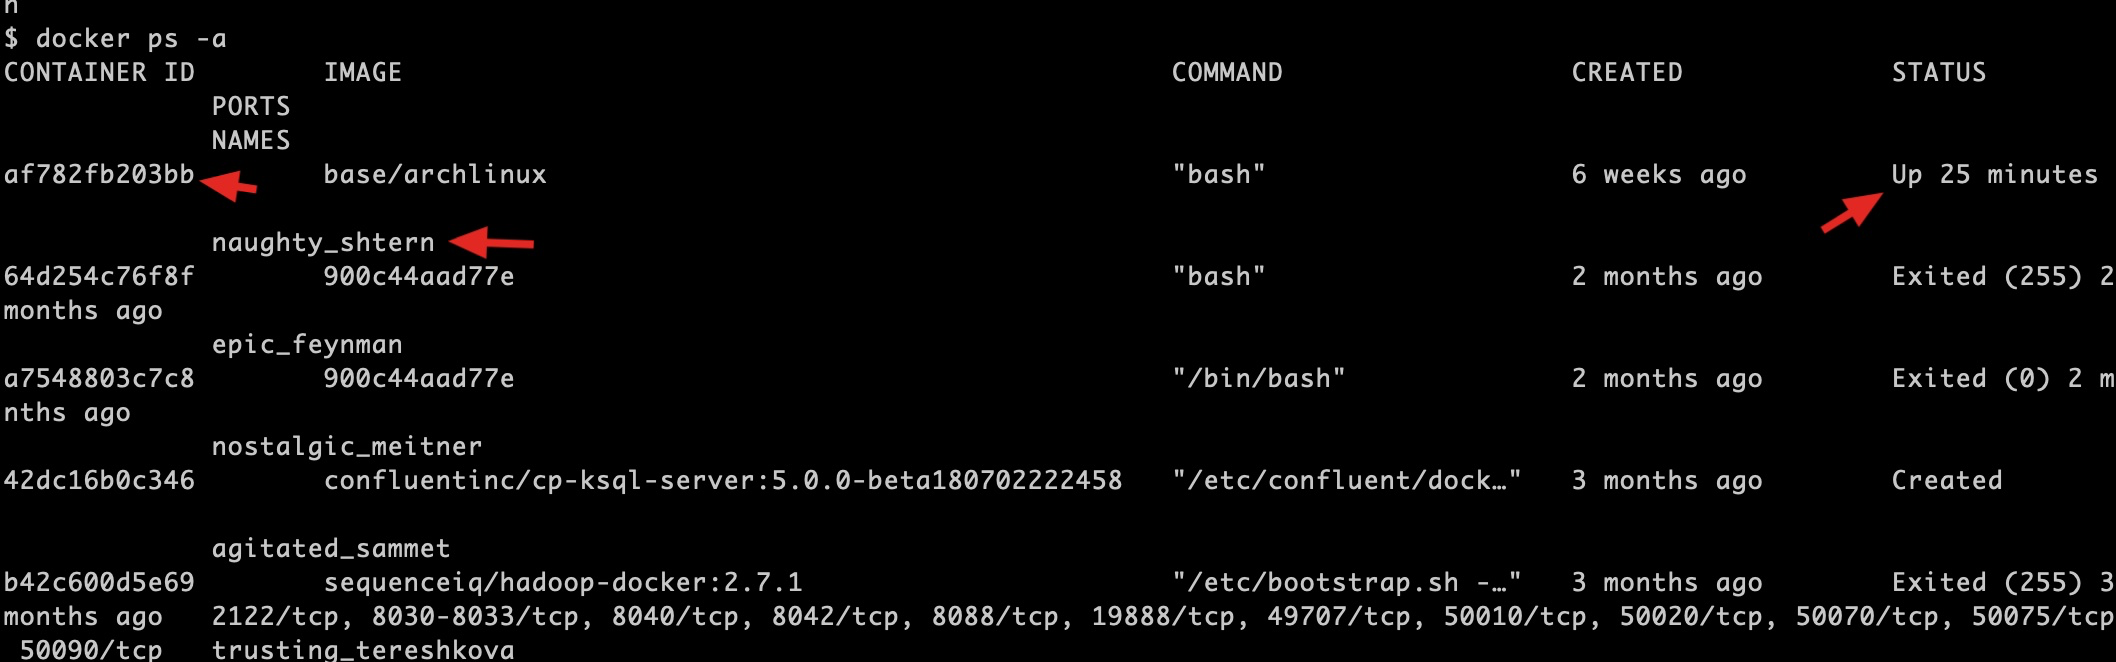 $ docker ps -a
CONTAINER ID IMAGE COMMAND CREATED STATUS
PORTS
NAMES
af782fb203bb base/archlinux "bash" 6 weeks ago Up 25 minutes
naughty_shtern
64d254c76f8f 900c44aad77e "bash" 2 months ago Exited (255) 2
months ago
epic_feynman
a7548803c7c8 900c44aad77e "/bin/bash" 2 months ago Exited (0) 2 m
nths ago
nostalgic_meitner
42dc16b0c346 confluentinc/cp-ksql-server:5.0.0-beta180702222458 "/etc/confluent/dock…" 3 months ago Created
agitated_sammet
b42c600d5e69 sequenceiq/hadoop-docker:2.7.1 "/etc/bootstrap.sh -…" 3 months ago Exited (255) 3
months ago 2122/tcp, 8030-8033/tcp, 8040/tcp, 8042/tcp, 8088/tcp, 19888/tcp, 49707/tcp, 50010/tcp, 50020/tcp, 50070/tcp, 50075/tcp
50090/tcp trusting_tereshkova